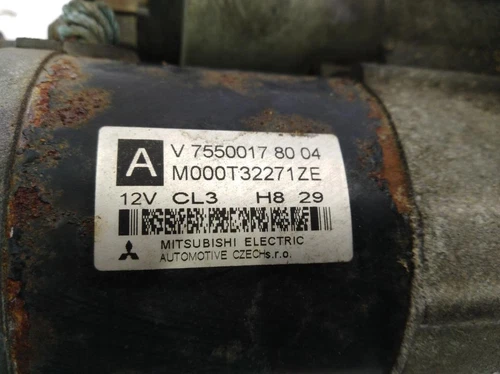 A
V 7550017 80 04
M000T32271ZE
12V CL3 H8 29
MITSUBISHI ELECTRIC
AUTOMOTIVE CZECH s.r.o.